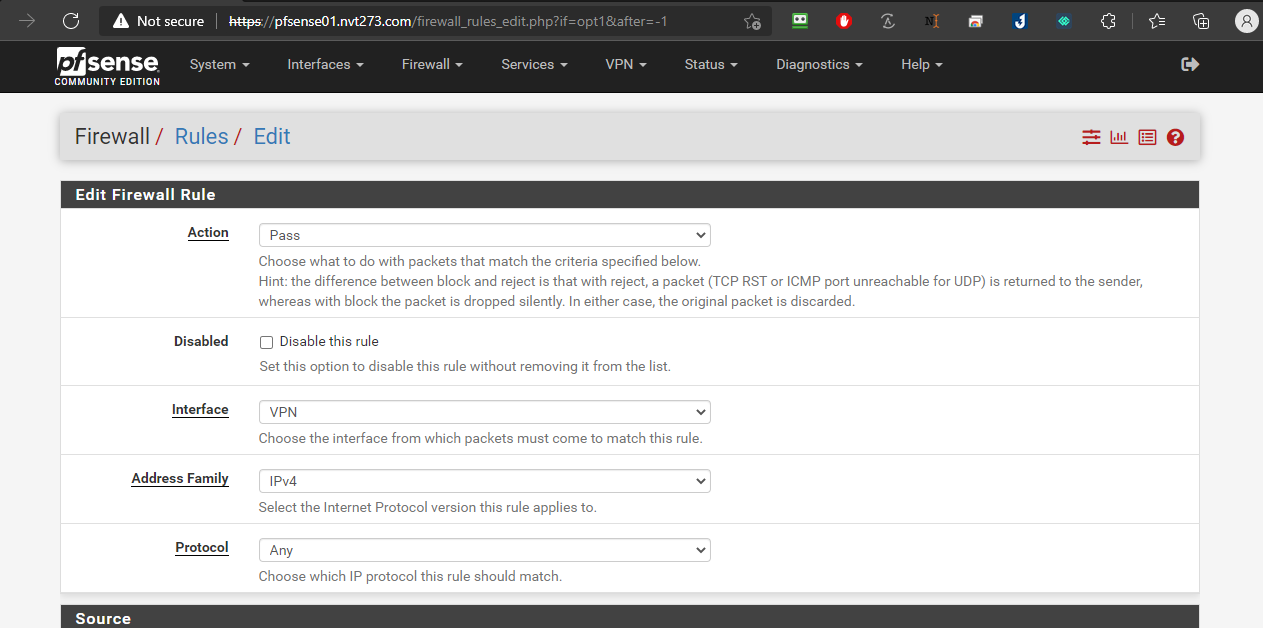 Not secure
https://pfsense01.nvt273.com/firewall_rules_edit.php?if=opt1&after=-1
pfsense
COMMUNITY EDITION
System
Interfaces
Firewall
Services
VPN
Status
Diagnostics
Help
Firewall / Rules / Edit
Edit Firewall Rule
Action
Pass
Choose what to do with packets that match the criteria specified below.
Hint: the difference between block and reject is that with reject, a packet (TCP RST or ICMP port unreachable for UDP) is returned to the sender,
whereas with block the packet is dropped silently. In either case, the original packet is discarded.
Disabled
Disable this rule
Set this option to disable this rule without removing it from the list.
Interface
VPN
Choose the interface from which packets must come to match this rule.
Address Family
IPv4
Select the Internet Protocol version this rule applies to.
Protocol
Any
Choose which IP protocol this rule should match.
Source